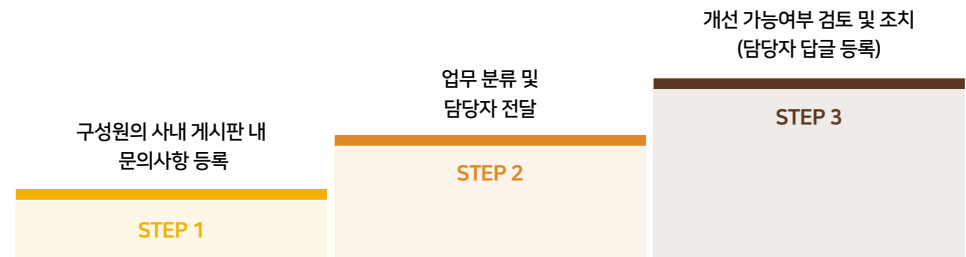 구성원의 사내 게시판 내
문의사항 등록
STEP 1
업무 분류 및
담당자 전달
STEP 2
개선 가능여부 검토 및 조치
(담당자 답글 등록)
STEP 3